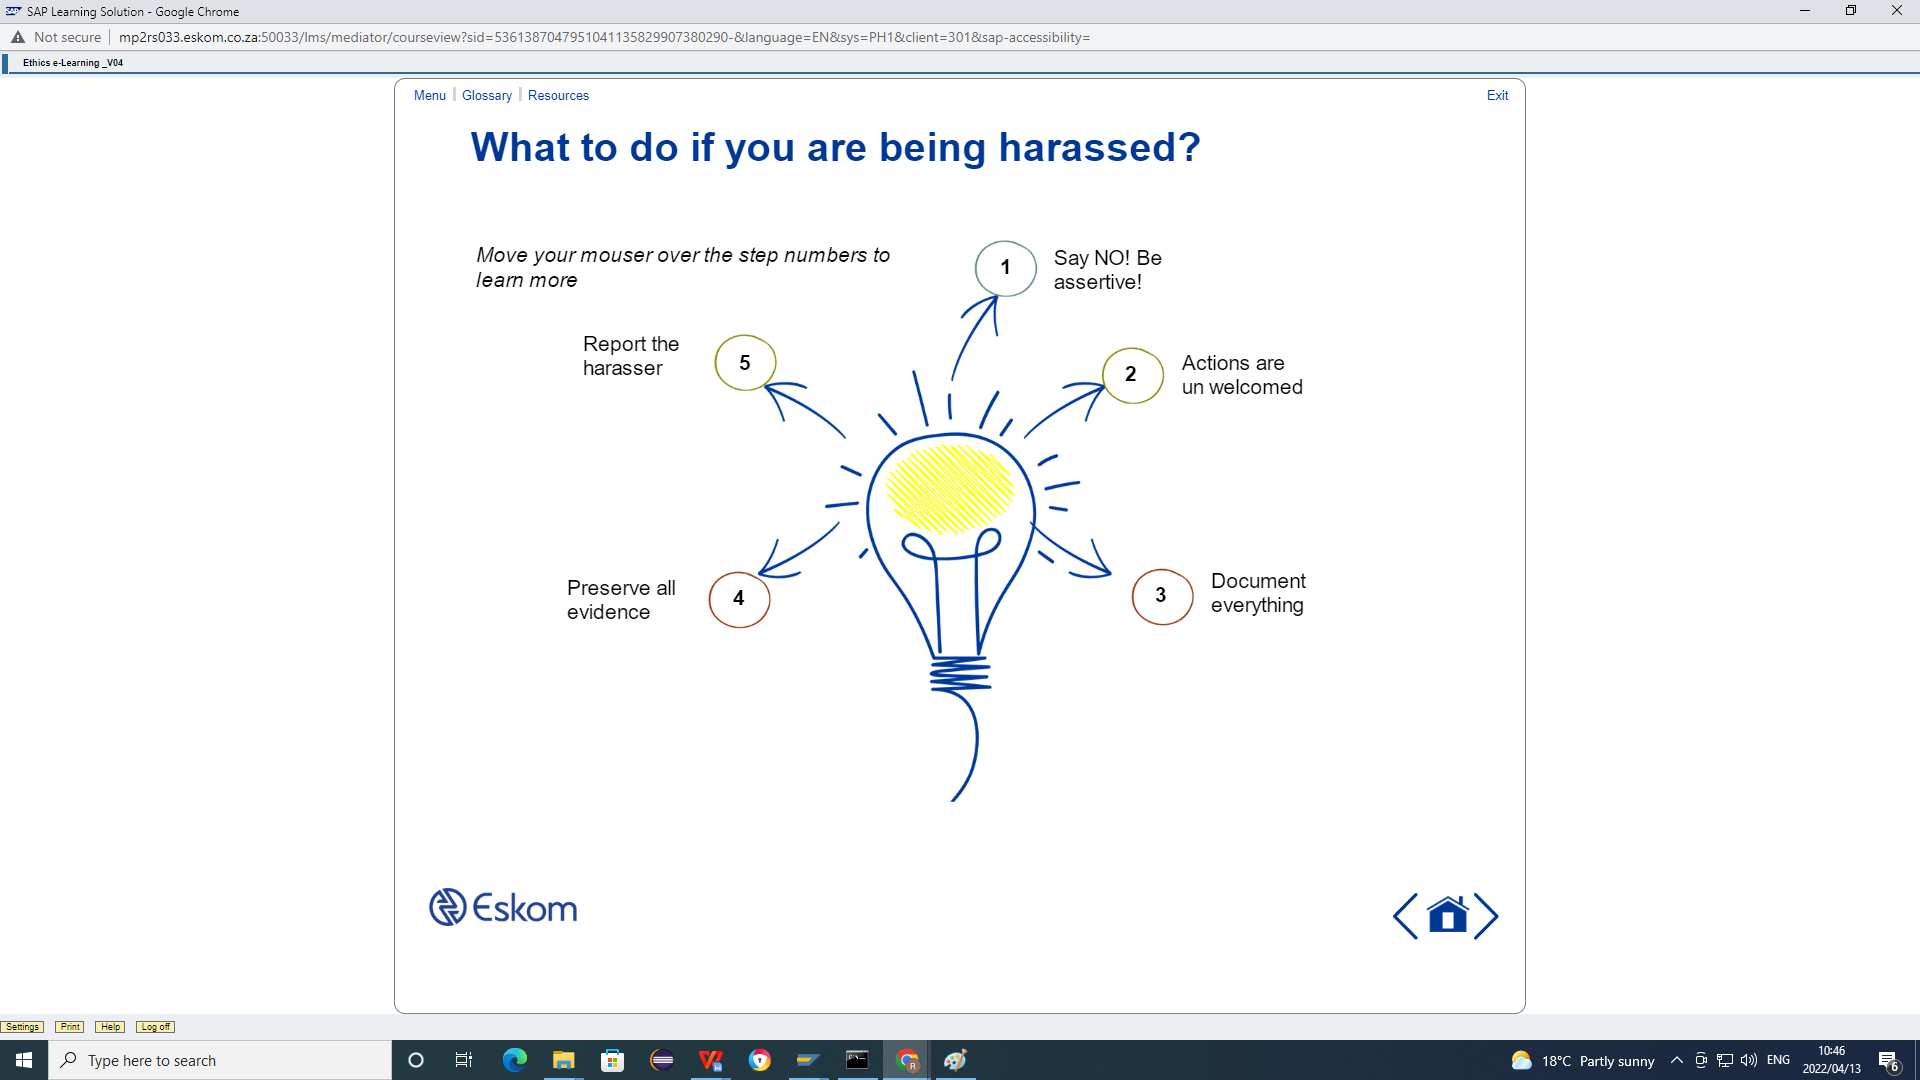 SAP Learning Solution - Google Chrome
Not secure | mp2rs033.eskom.co.za:50033/lms/mediator/courseview?sid=53613870479510411358299073802​90-&language=EN&sys=PH1&client=301&sap-accessibility=
Ethics e-Learning _V04
Menu | Glossary | Resources
Exit
What to do if you are being harassed?
Move your mouser over the step numbers to
learn more
1
Say NO! Be
assertive!
2
Actions are
un welcomed
3
Document
everything
4
Preserve all
evidence
5
Report the
harasser
Eskom
Settings
Print
Help
Log off
Type here to search
18°C Partly sunny
ENG
10:46
2022/04/13
6